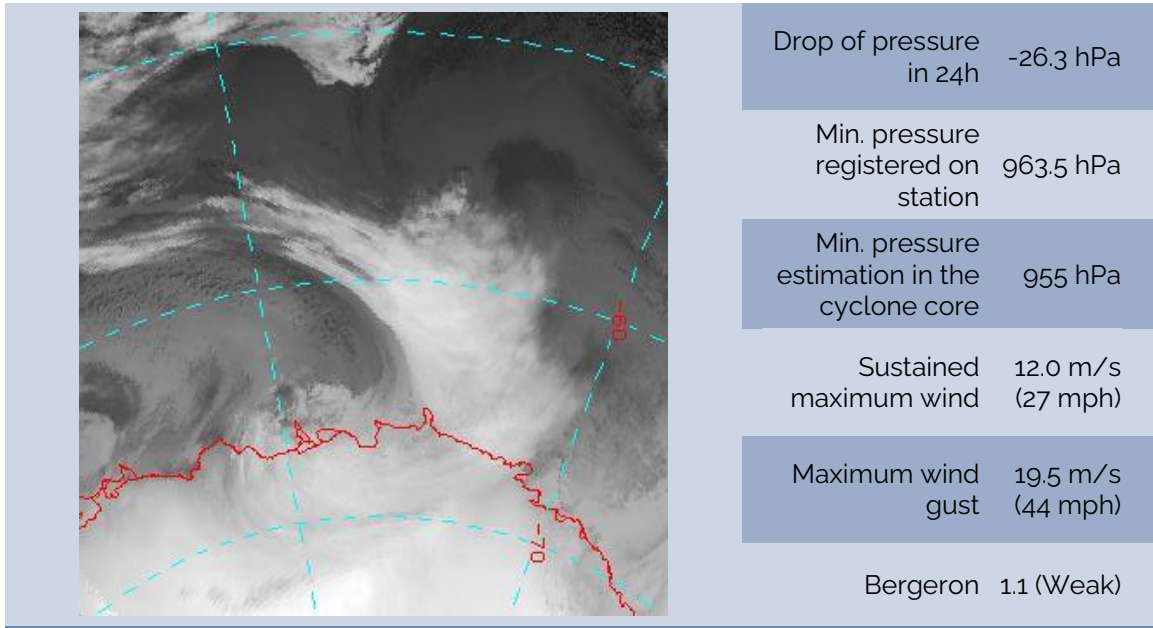 Drop of pressure
in 24h
-26.3 hPa
Min. pressure
registered on
station
963.5 hPa
Min. pressure
estimation in the
cyclone core
955 hPa
Sustained
maximum wind
12.0 m/s
(27 mph)
Maximum wind
gust
19.5 m/s
(44 mph)
Bergeron
1.1 (Weak)
-60
-70